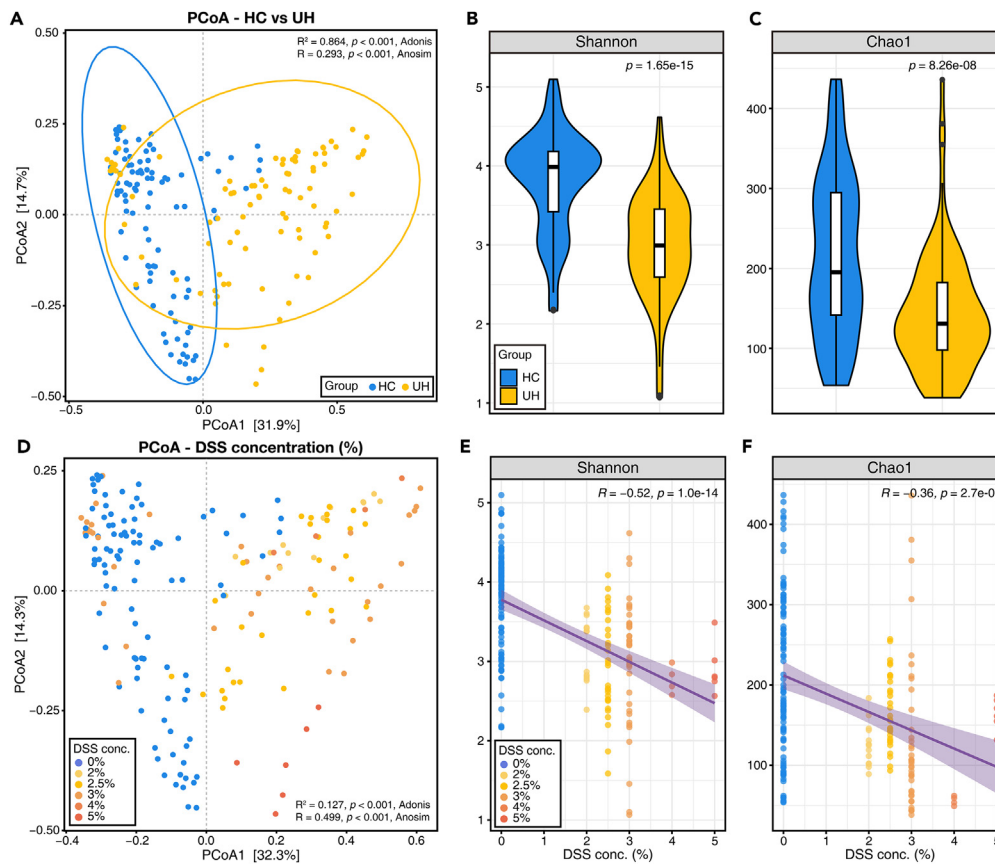 A
PCoA - HC vs UH
R² = 0.864, p < 0.001, Adonis
R = 0.293, p < 0.001, Anosim
0.50
0.25
0.00
−0.25
−0.50
PCoA2 [14.7%]
−0.5
0.0
0.5
PCoA1 [31.9%]
Group HC UH
B
Shannon
p = 1.65e-15
5
4
3
2
1
Group
HC
UH
C
Chao1
p = 8.26e-08
400
300
200
100
D
PCoA - DSS concentration (%)
0.25
0.00
−0.25
−0.50
PCoA2 [14.3%]
DSS conc.
0%
2%
2.5%
3%
4%
5%
R² = 0.127, p < 0.001, Adonis
R = 0.499, p < 0.001, Anosim
−0.4
−0.2
0.0
0.2
0.4
0.6
PCoA1 [32.3%]
E
Shannon
R = −0.52, p = 1.0e-14
5
4
3
2
1
DSS conc.
0%
2%
2.5%
3%
4%
5%
0
1
2
3
4
5
DSS conc. (%)
F
Chao1
R = −0.36, p = 2.7e-0
400
300
200
100
0
1
2
3
4
DSS conc. (%)